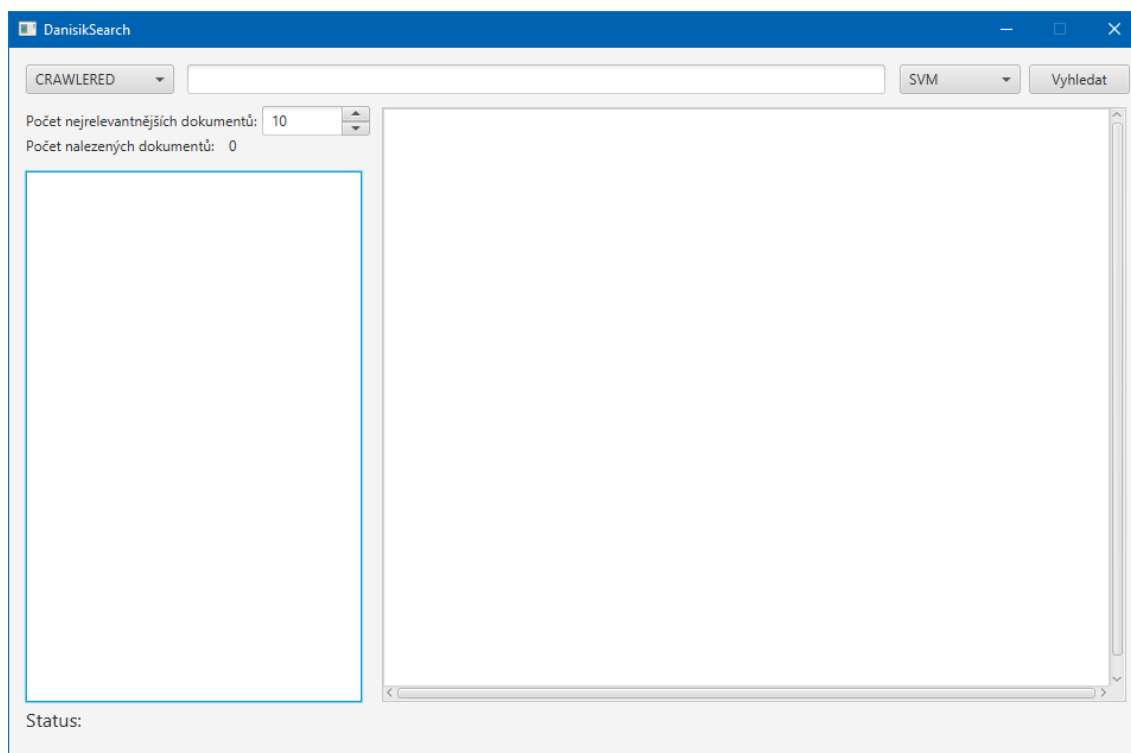 DanisikSearch
CRAWLERED SVM Vyhledat
Počet nejrelevantnějších dokumentů: 10
Počet nalezených dokumentů: 0
Status: